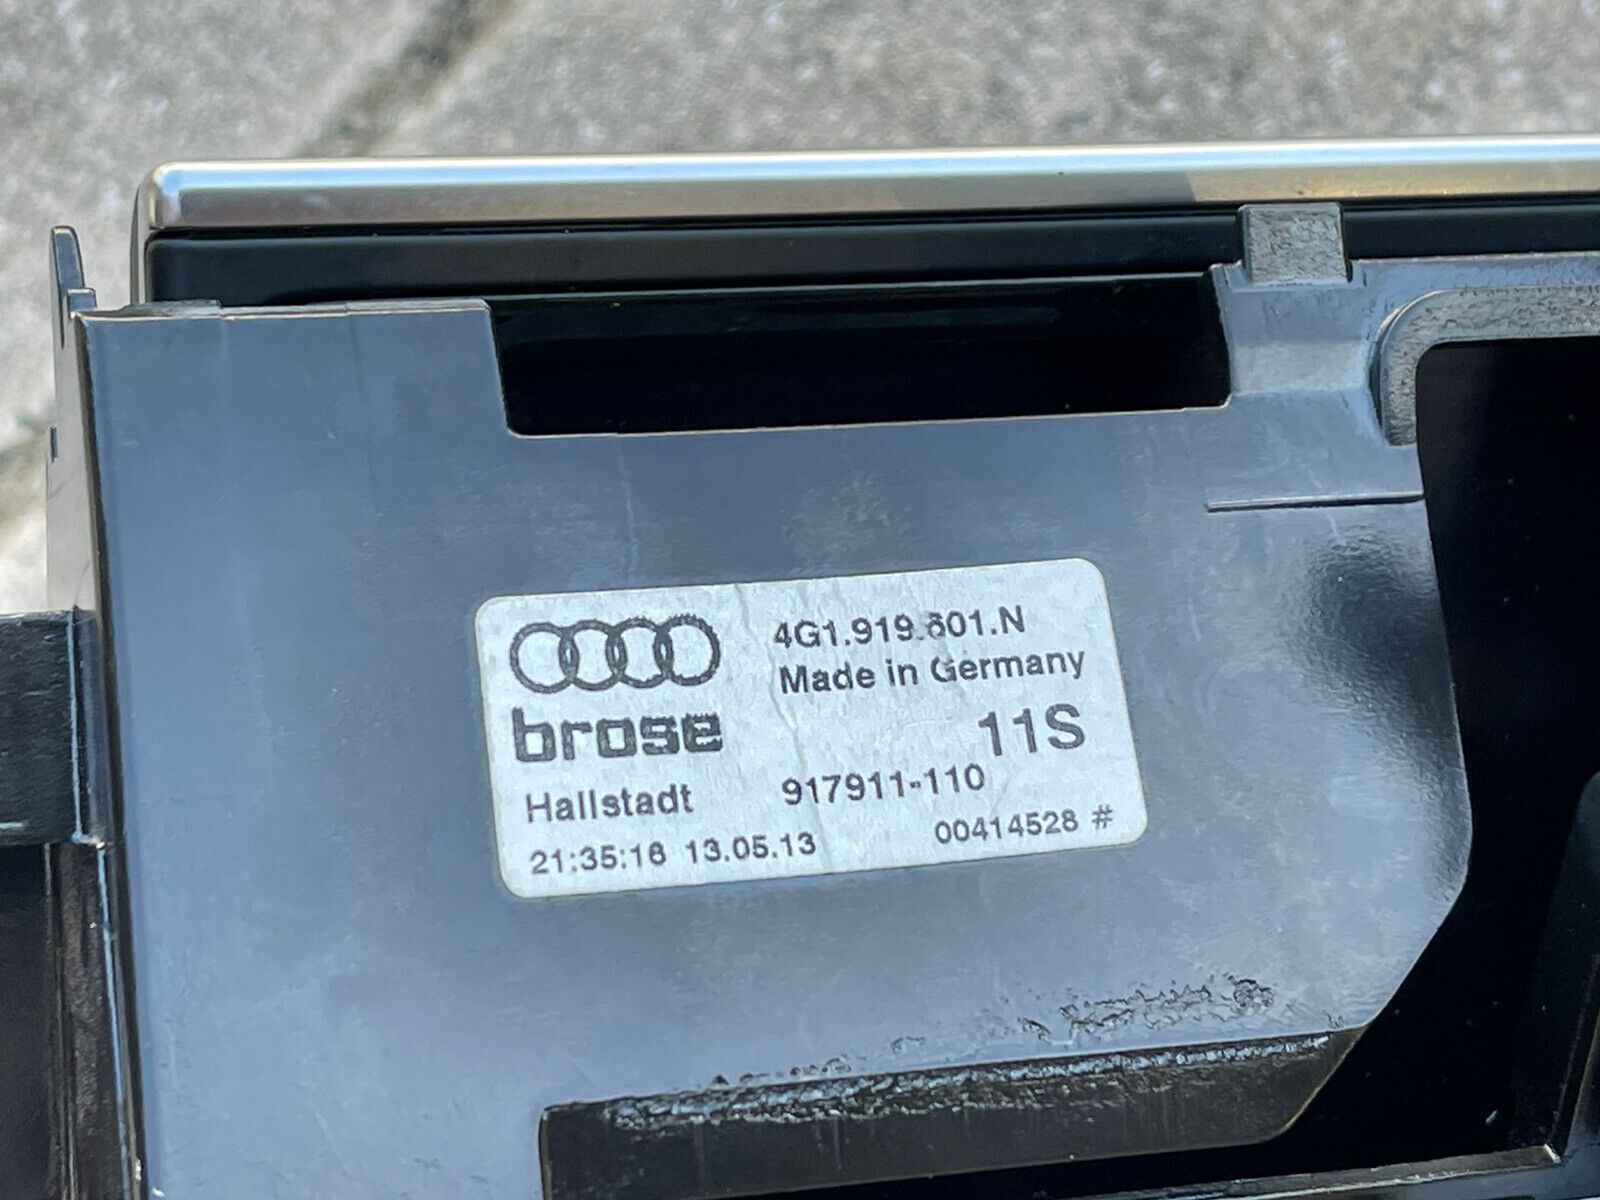 4G1.919.601.N
Made in Germany
brose
11S
Hallstadt
917911-110
21:35:16 13.05.13
00414528 #